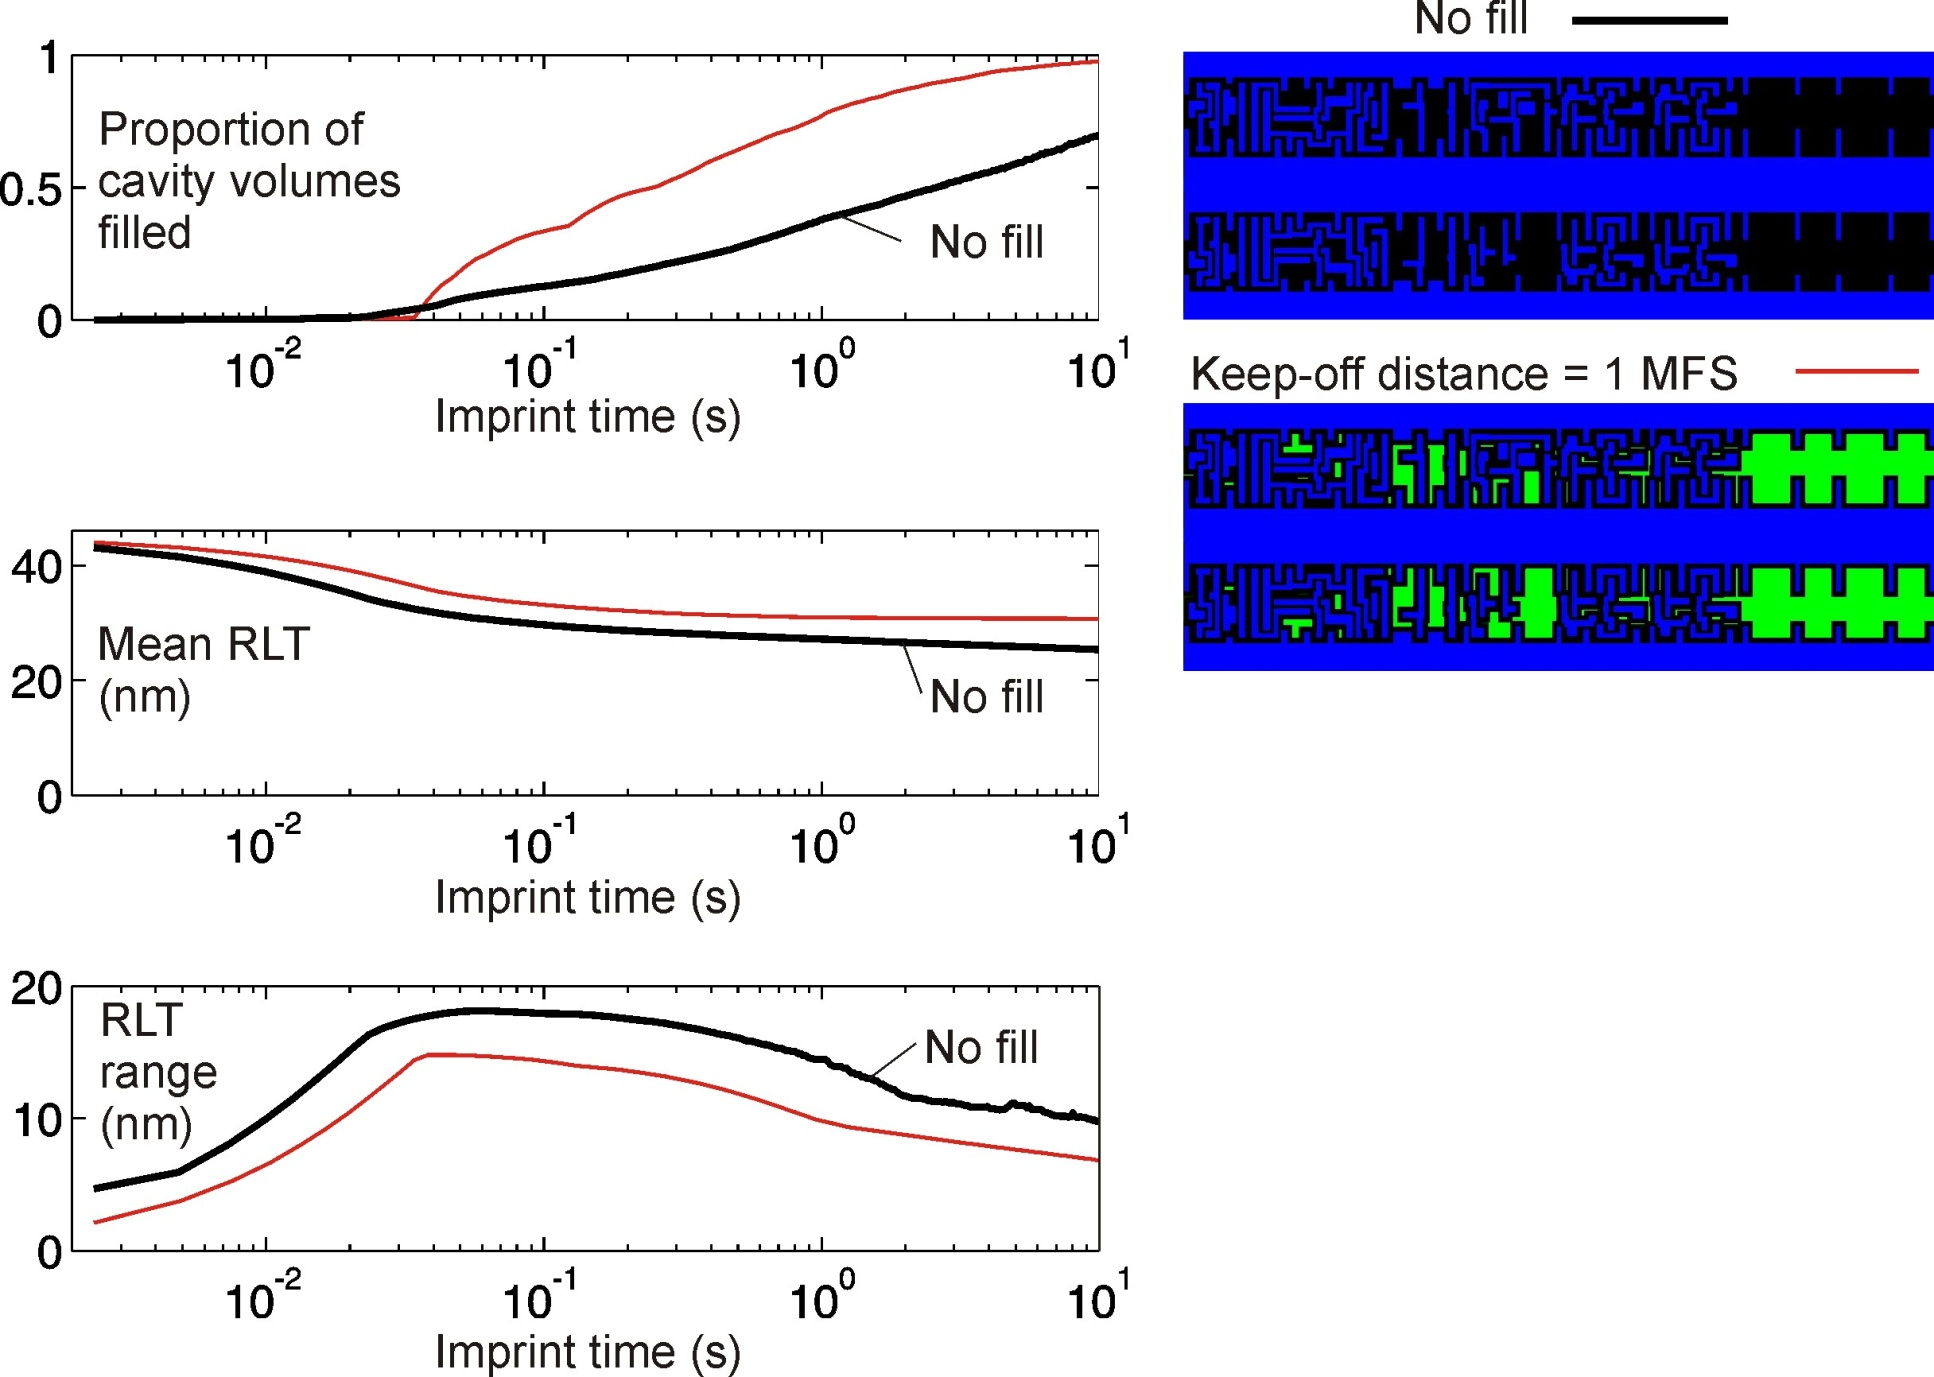 1
0.5
0
Proportion of
cavity volumes
filled
No fill
10-2 10-1 100 101
Imprint time (s)
40
20
0
Mean RLT
(nm)
No fill
10-2 10-1 100 101
Imprint time (s)
20
10
0
RLT
range
(nm)
No fill
10-2 10-1 100 101
Imprint time (s)
No fill
Keep-off distance = 1 MFS